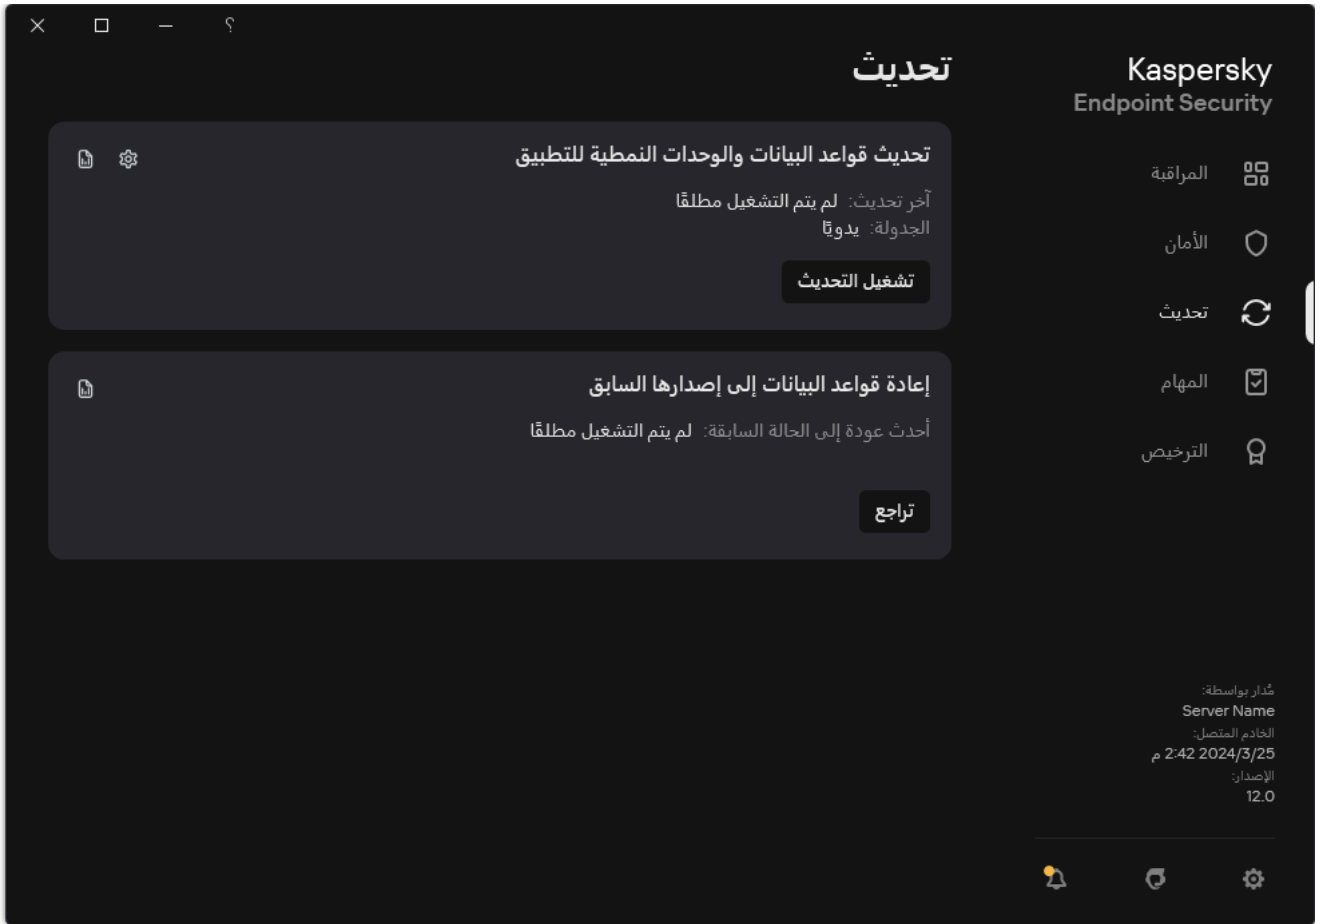 ؟
Kaspersky
Endpoint Security
المراقبة
الأمان
تحديث
المهام
الترخيص
مُدار بواسطة:
Server Name
الخادم المتصل:
2024/3/25 2:42 م
الإصدار:
12.0
تحديث
تحديث قواعد البيانات والوحدات النمطية للتطبيق
آخر تحديث: لم يتم التشغيل مطلقًا
الجدولة: يدويًا
تشغيل التحديث
إعادة قواعد البيانات إلى إصدارها السابق
أحدث عودة إلى الحالة السابقة: لم يتم التشغيل مطلقًا
تراجع